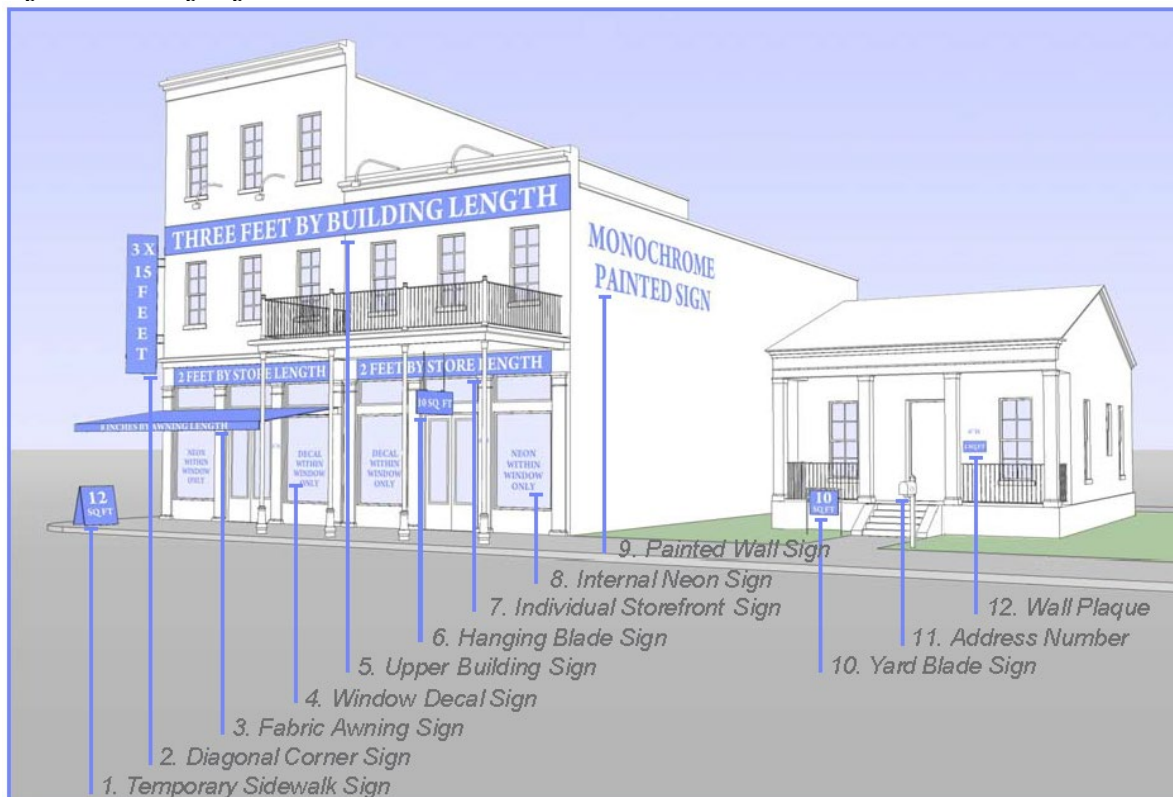 THREE FEET BY BUILDING LENGTH
MONOCHROME
PAINTED SIGN
3 X
15
F
E
E
T
2 FEET BY STORE LENGTH
2 FEET BY STORE LENGTH
10 SQ FT
8 INCHES BY AWNING LENGTH
NEON
WITHIN
WINDOW
ONLY
DECAL
WITHIN
WINDOW
ONLY
DECAL
WITHIN
WINDOW
ONLY
NEON
WITHIN
WINDOW
ONLY
12
SQ FT
10
SQ FT
9. Painted Wall Sign
8. Internal Neon Sign
7. Individual Storefront Sign
6. Hanging Blade Sign
5. Upper Building Sign
4. Window Decal Sign
3. Fabric Awning Sign
2. Diagonal Corner Sign
1. Temporary Sidewalk Sign
12. Wall Plaque
11. Address Number
10. Yard Blade Sign